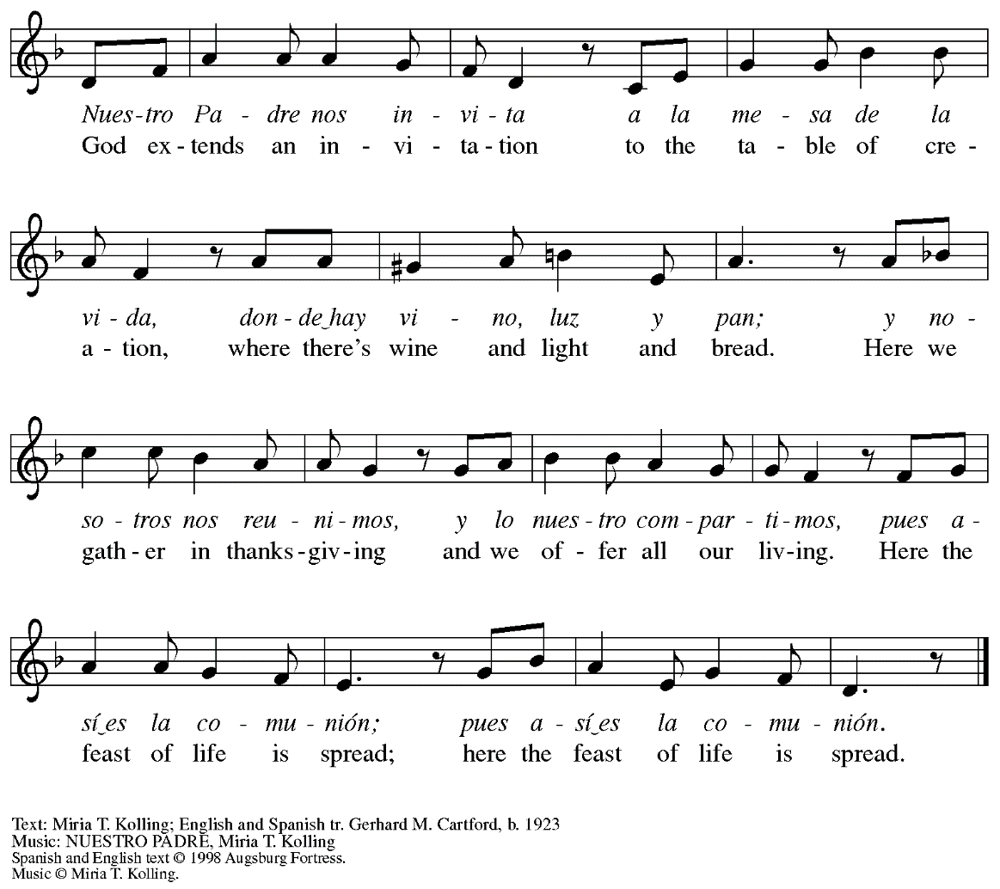 Nues-tro Pa - dre nos in - vi - ta a la me - sa de la
God ex - tends an in - vi - ta - tion to the ta - ble of cre -
vi - da, don - de‿hay vi - no, luz y pan; y no -
a - tion, where there's wine and light and bread. Here we
so - tros nos reu - ni - mos, y lo nues - tro com - par - ti - mos, pues a -
gath - er in thanks - giv - ing and we of - fer all our liv - ing. Here the
sí‿es la co - mu - nión; pues a - sí‿es la co - mu - nión.
feast of life is spread; here the feast of life is spread.
Text: Miria T. Kolling; English and Spanish tr. Gerhard M. Cartford, b. 1923
Music: NUESTRO PADRE, Miria T. Kolling
Spanish and English text © 1998 Augsburg Fortress.
Music © Miria T. Kolling.